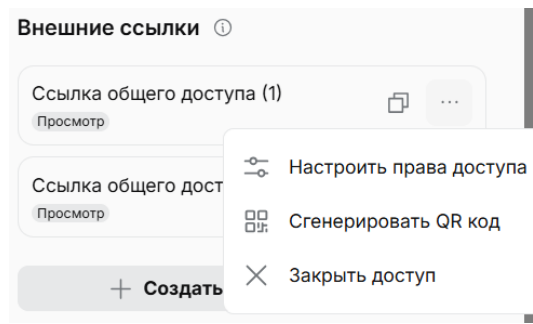 Внешние ссылки
Ссылка общего доступа (1)
Просмотр
Настроить права доступа
Ссылка общего дост
Просмотр
Сгенерировать QR код
Закрыть доступ
Создать